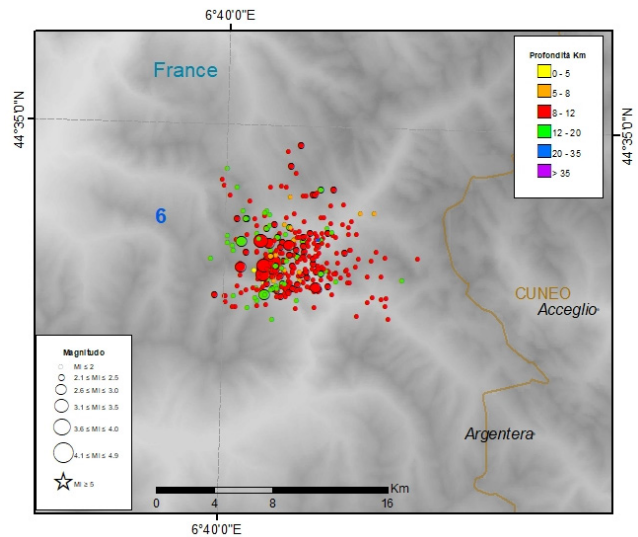 6°40'0"E
France
Profondità Km
0 - 5
5 - 8
8 - 12
12 - 20
20 - 35
> 35
44°35'0"N
44°35'0"N
6
CUNEO
Acceglio
Argentera
Magnitudo
Ml ≤ 2
2.1 ≤ Ml ≤ 2.5
2.6 ≤ Ml ≤ 3.0
3.1 ≤ Ml ≤ 3.5
3.6 ≤ Ml ≤ 4.0
4.1 ≤ Ml ≤ 4.9
Ml ≥ 5
Km
0 4 8 16
6°40'0"E